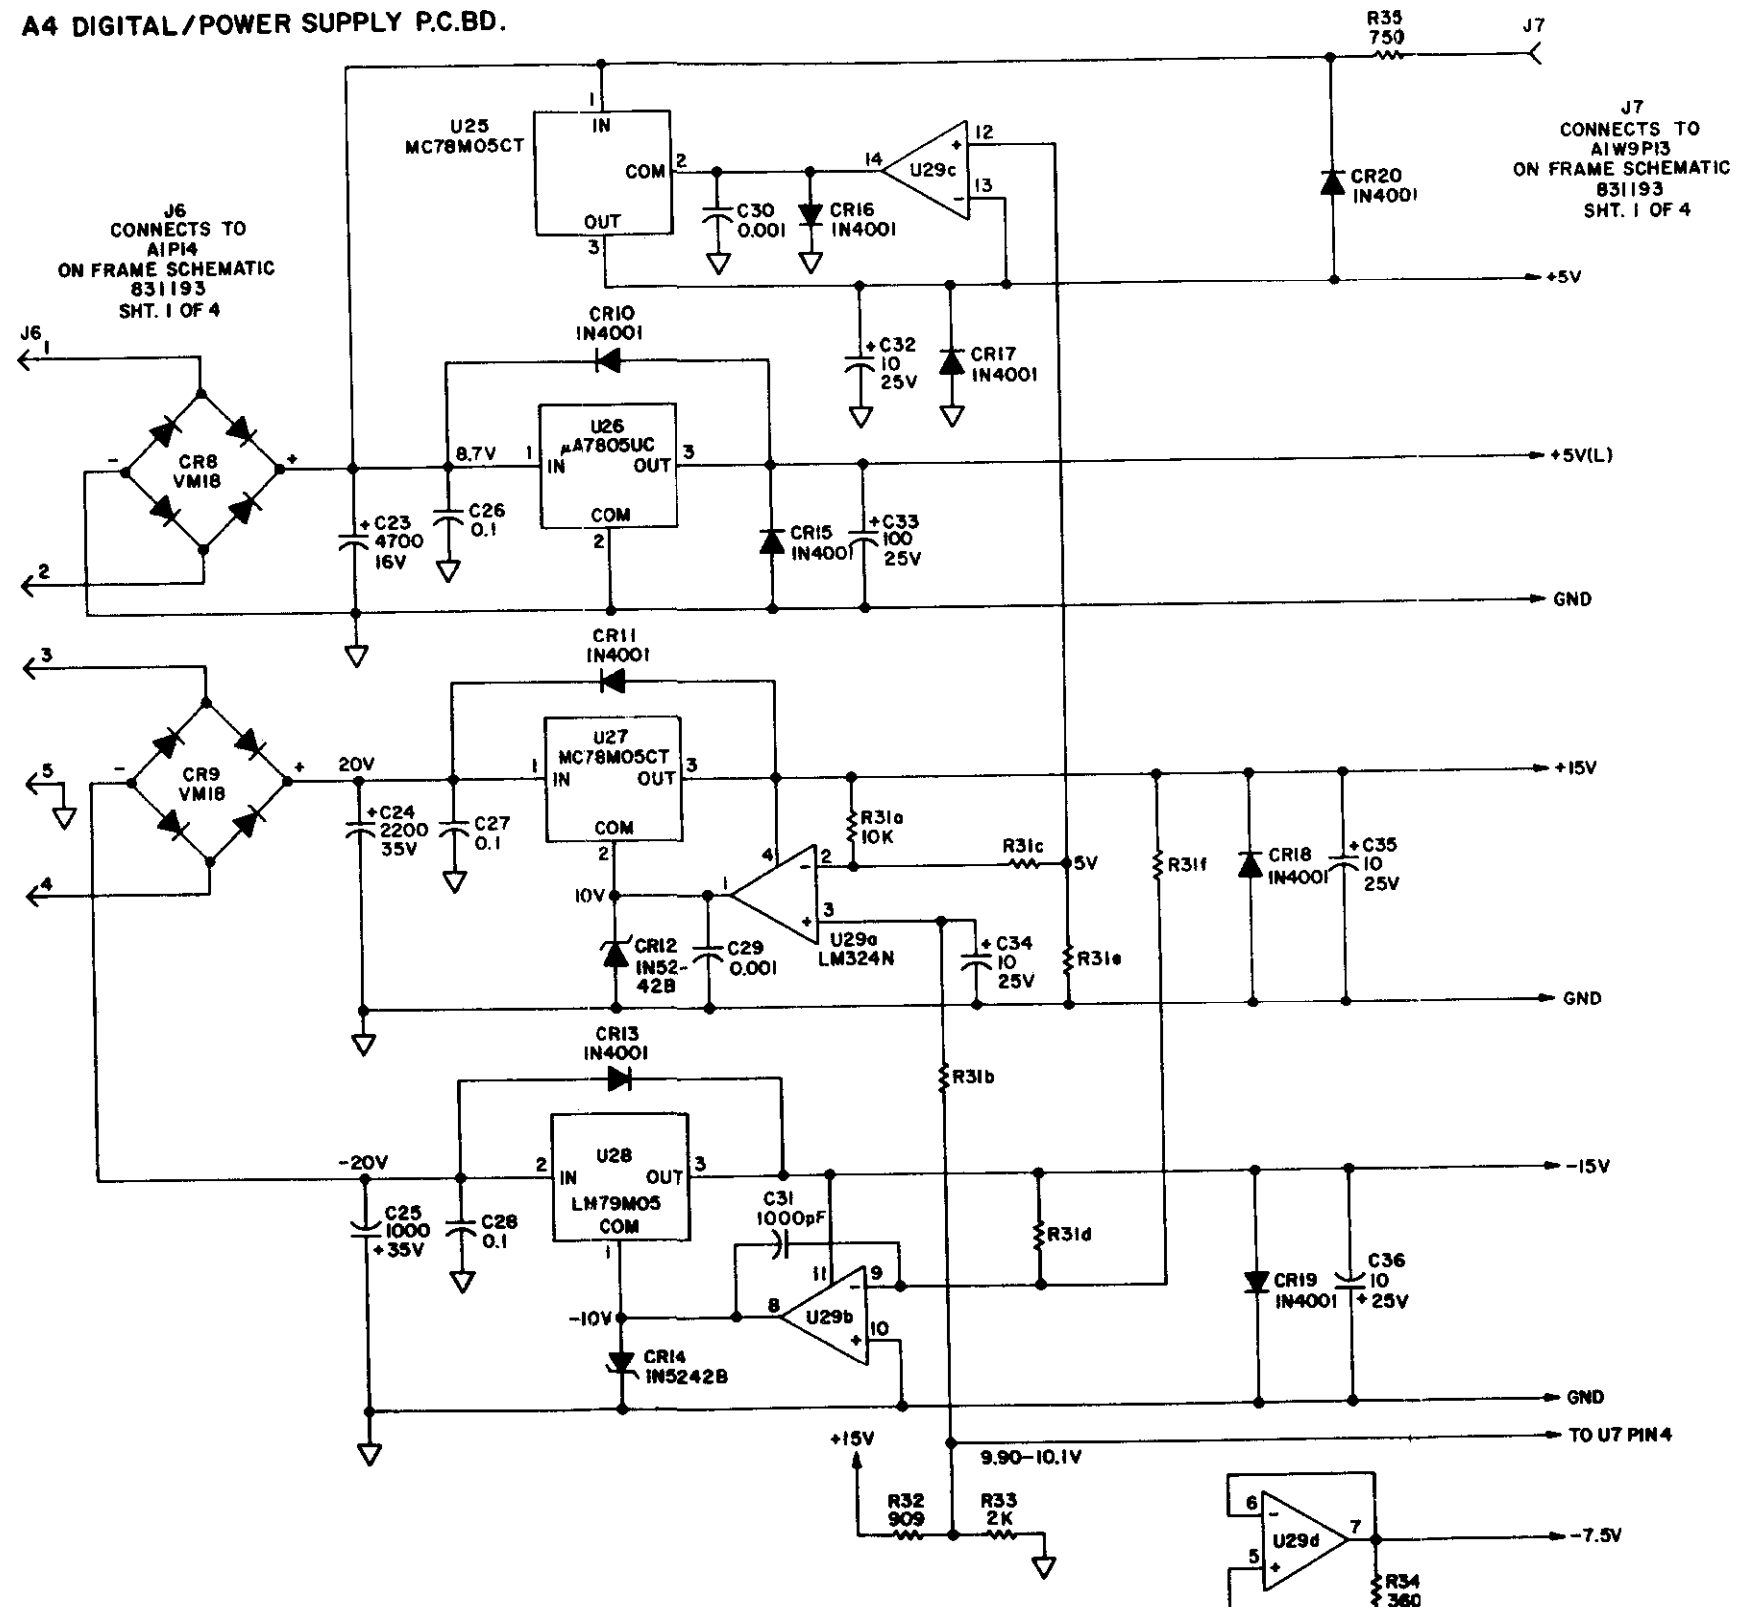 A4 DIGITAL/POWER SUPPLY P.C.BD.
R35
750
J7
J7
CONNECTS TO
A1W9P13
ON FRAME SCHEMATIC
831193
SHT. 1 OF 4
U25
MC78M05CT
1
IN
COM
2
OUT
3
14
U29c
12
+
13
-
C30
0.001
CR16
1N4001
CR20
1N4001
+5V
J6
CONNECTS TO
A1P14
ON FRAME SCHEMATIC
831193
SHT. 1 OF 4
J6
1
CR10
1N4001
+
C32
10
25V
CR17
1N4001
-
CR8
VM18
+
8.7V
1
IN
U26
μA7805UC
OUT
3
COM
2
+5V(L)
2
+
C23
4700
16V
C26
0.1
CR15
1N4001
+
C33
100
25V
GND
3
CR11
1N4001
5
-
CR9
VM18
+
20V
1
IN
U27
MC78M05CT
OUT
3
COM
2
+15V
4
+
C24
2200
35V
C27
0.1
R31a
10K
R31c
5V
R31f
CR18
1N4001
+
C35
10
25V
10V
1
4
2
-
3
+
U29a
LM324N
CR12
1N52-
42B
C29
0.001
+
C34
10
25V
R31e
GND
CR13
1N4001
R31b
-20V
2
IN
U28
LM79M05
OUT
3
COM
1
-15V
C25
1000
+
35V
C28
0.1
C31
1000pF
R31d
11
9
-
8
U29b
10
+
-10V
CR14
1N5242B
CR19
1N4001
C36
10
+
25V
GND
TO U7 PIN 4
+15V
9.90-10.1V
R32
909
R33
2K
6
-
7
U29d
5
+
-7.5V
R34
360